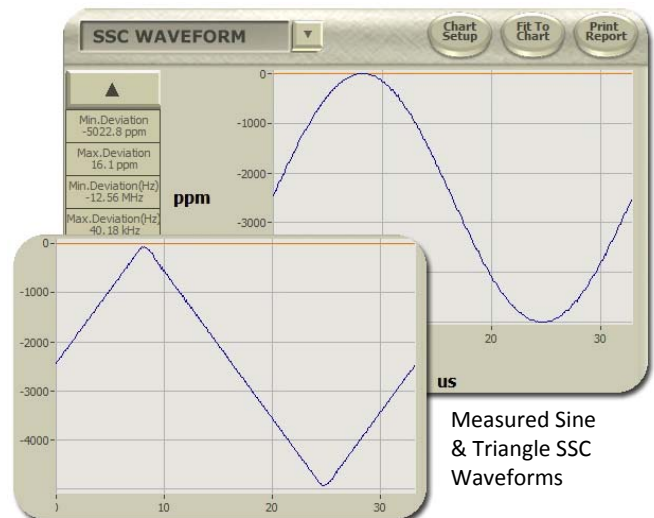 SSC WAVEFORM
Chart Setup
Fit To Chart
Print Report
Min.Deviation
-5022.8 ppm
Max.Deviation
16.1 ppm
Min.Deviation(Hz)
-12.56 MHz
Max.Deviation(Hz)
40.18 kHz
ppm
0
-1000
-2000
-3000
20
30
us
0
-1000
-2000
-3000
-4000
10
20
30
Measured Sine
& Triangle SSC
Waveforms